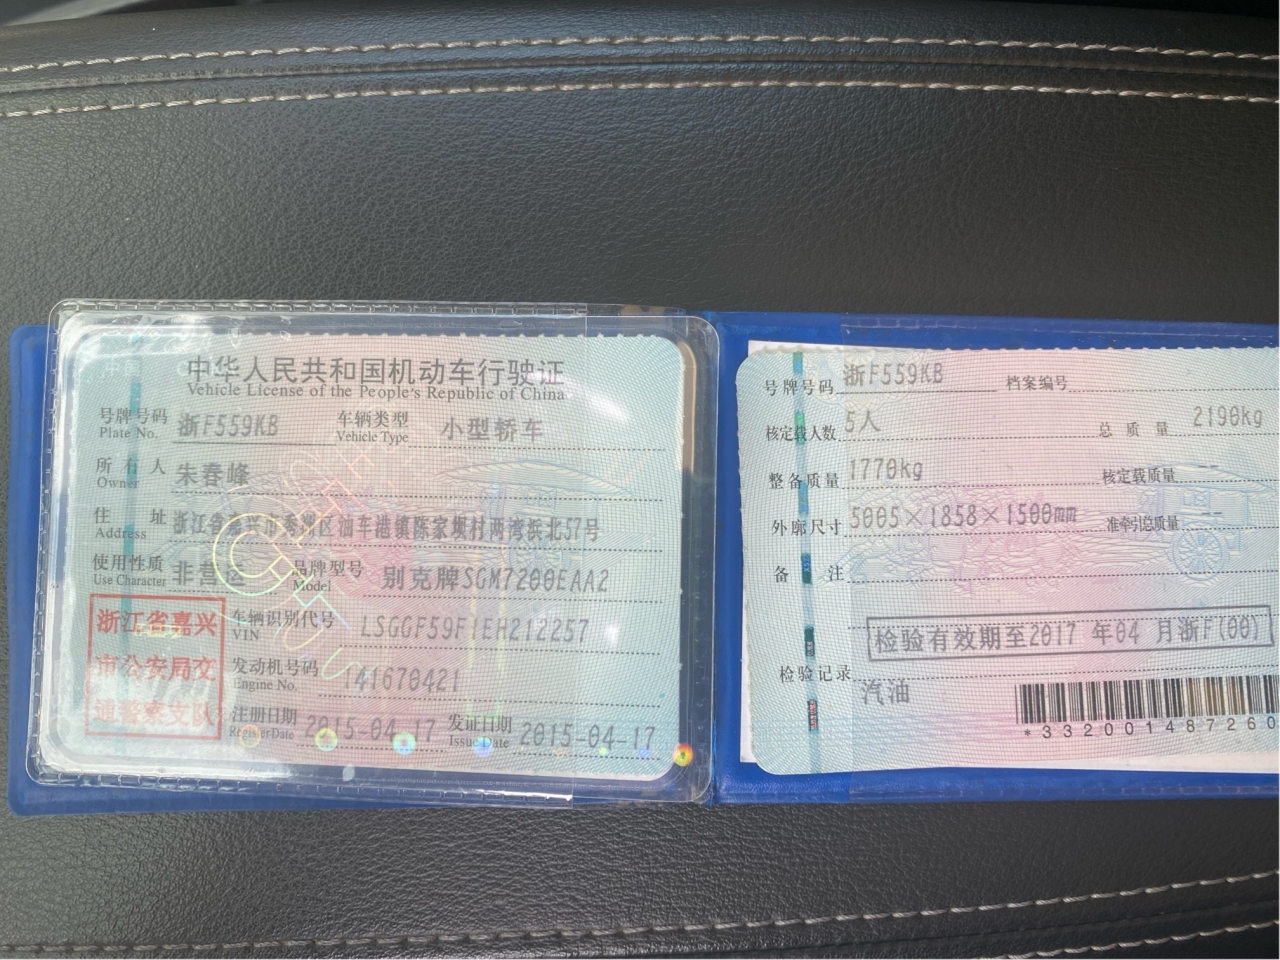 中华人民共和国机动车行驶证
Vehicle License of the People's Republic of China
号牌号码 浙F559KB 车辆类型 小型轿车
Plate No. Vehicle Type
所有人 朱春峰
Owner
住址 浙江省嘉兴市秀洲区油车港镇陈家坝村两湾浜北57号
Address
使用性质 非营运 品牌型号 别克牌SGM7200EAA2
Use Character Model
浙江省嘉兴
市公安局交
通警察支队
车辆识别代号 LSGGF59F1EH212257
VIN
发动机号码 141670421
Engine No.
注册日期 2015-04-17 发证日期 2015-04-17
Register Date Issue Date
号牌号码 浙F559KB 档案编号
核定载人数 5人 总质量 2190kg
整备质量 1770kg 核定载质量 --
外廓尺寸 5005×1858×1500mm 准牵引总质量 --
备注
检验有效期至2017 年04 月浙F(00)
检验记录
汽油
*332001487260